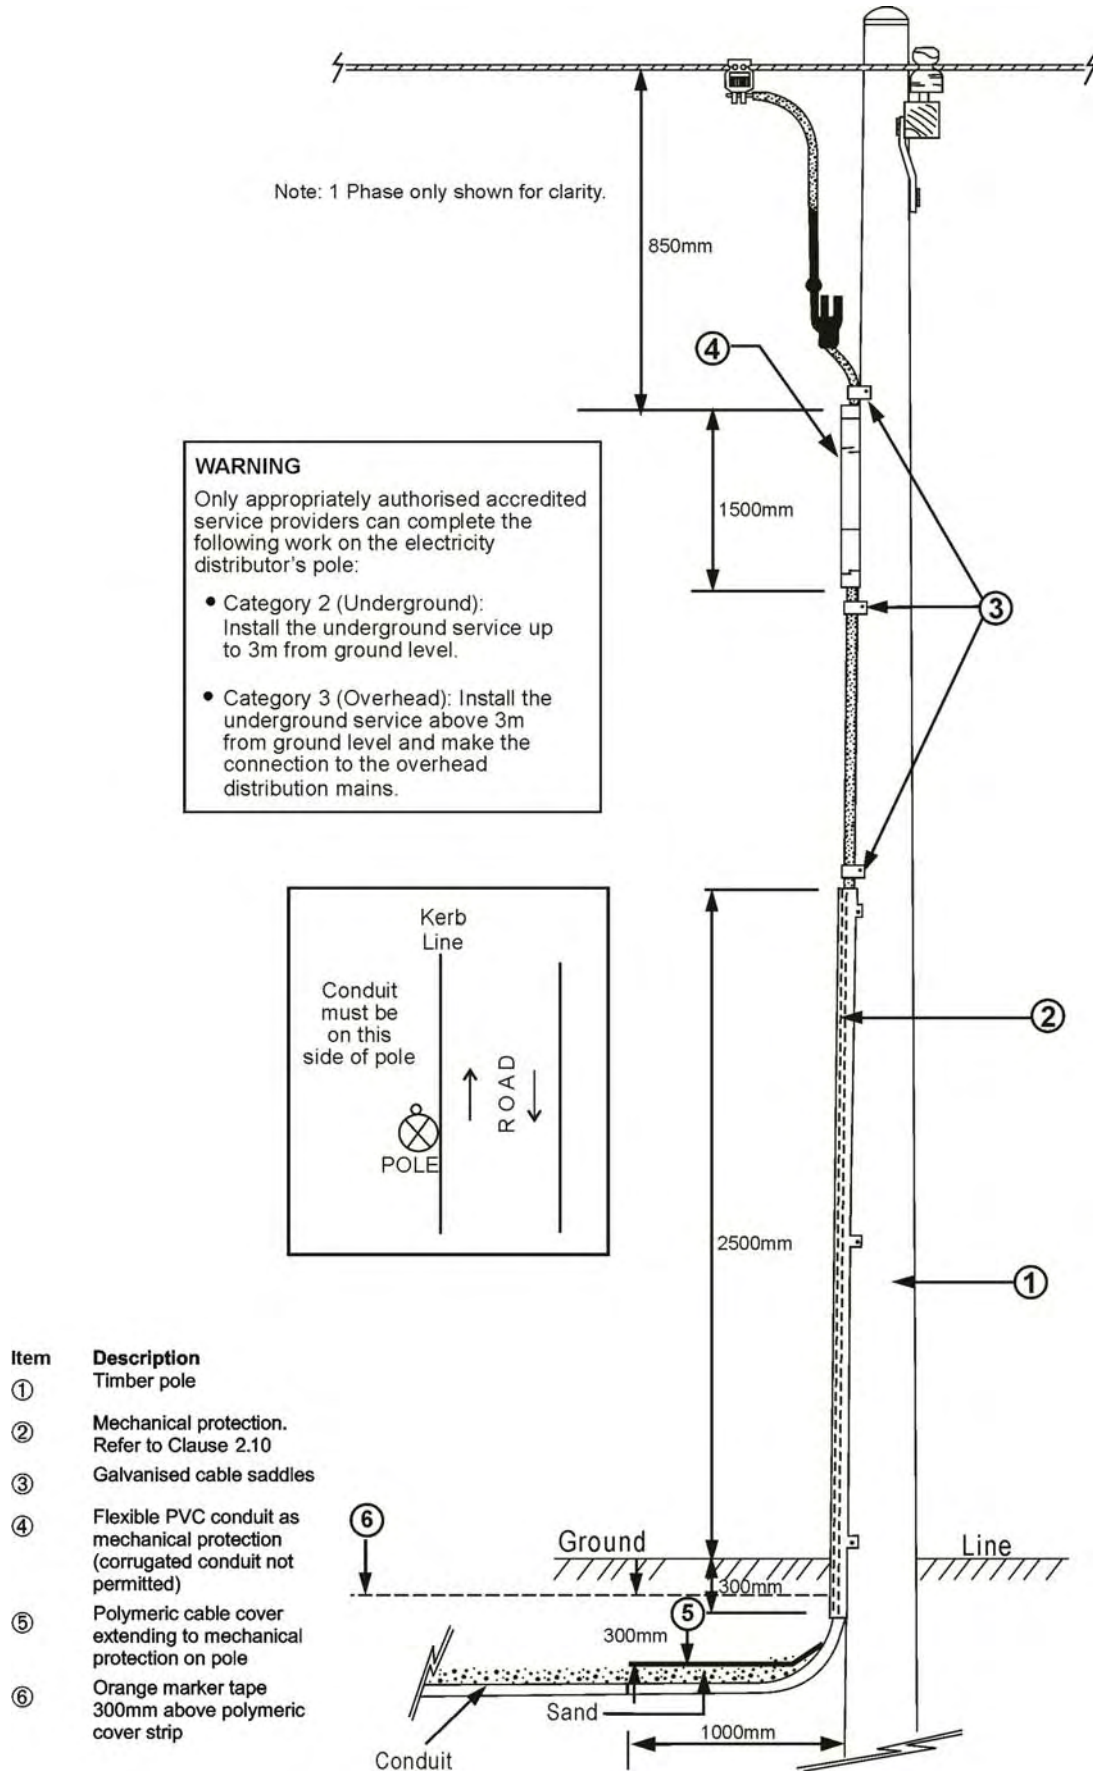 Note: 1 Phase only shown for clarity.
850mm
④
WARNING
Only appropriately authorised accredited
service providers can complete the
following work on the electricity
distributor's pole:
• Category 2 (Underground):
Install the underground service up
to 3m from ground level.
• Category 3 (Overhead): Install the
underground service above 3m
from ground level and make the
connection to the overhead
distribution mains.
1500mm
③
Kerb
Line
Conduit
must be
on this
side of pole
ROAD
POLE
②
2500mm
①
Item Description
① Timber pole
② Mechanical protection.
Refer to Clause 2.10
③ Galvanised cable saddles
④ Flexible PVC conduit as
mechanical protection
(corrugated conduit not
permitted)
⑤ Polymeric cable cover
extending to mechanical
protection on pole
⑥ Orange marker tape
300mm above polymeric
cover strip
⑥
Ground Line
300mm
⑤
300mm
Sand
1000mm
Conduit